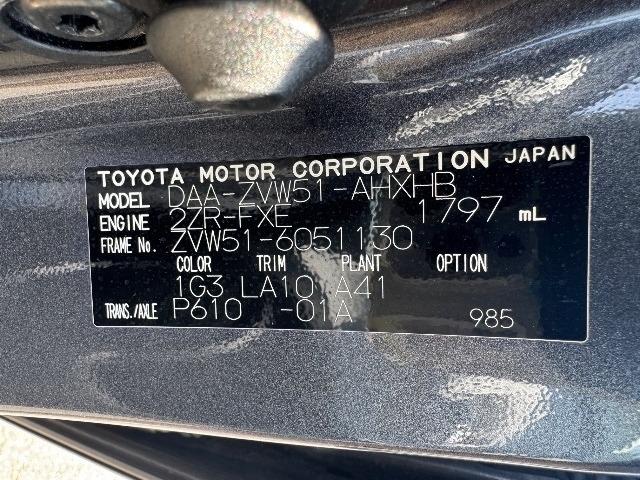 TOYOTA MOTOR CORPORATION JAPAN
MODEL DAA-ZVW51-AHXHB
ENGINE 2ZR-FXE 1797 mL
FRAME No. ZVW51-6051130
COLOR TRIM PLANT OPTION
1G3 LA10 A41
TRANS./AXLE P610 -01A 985